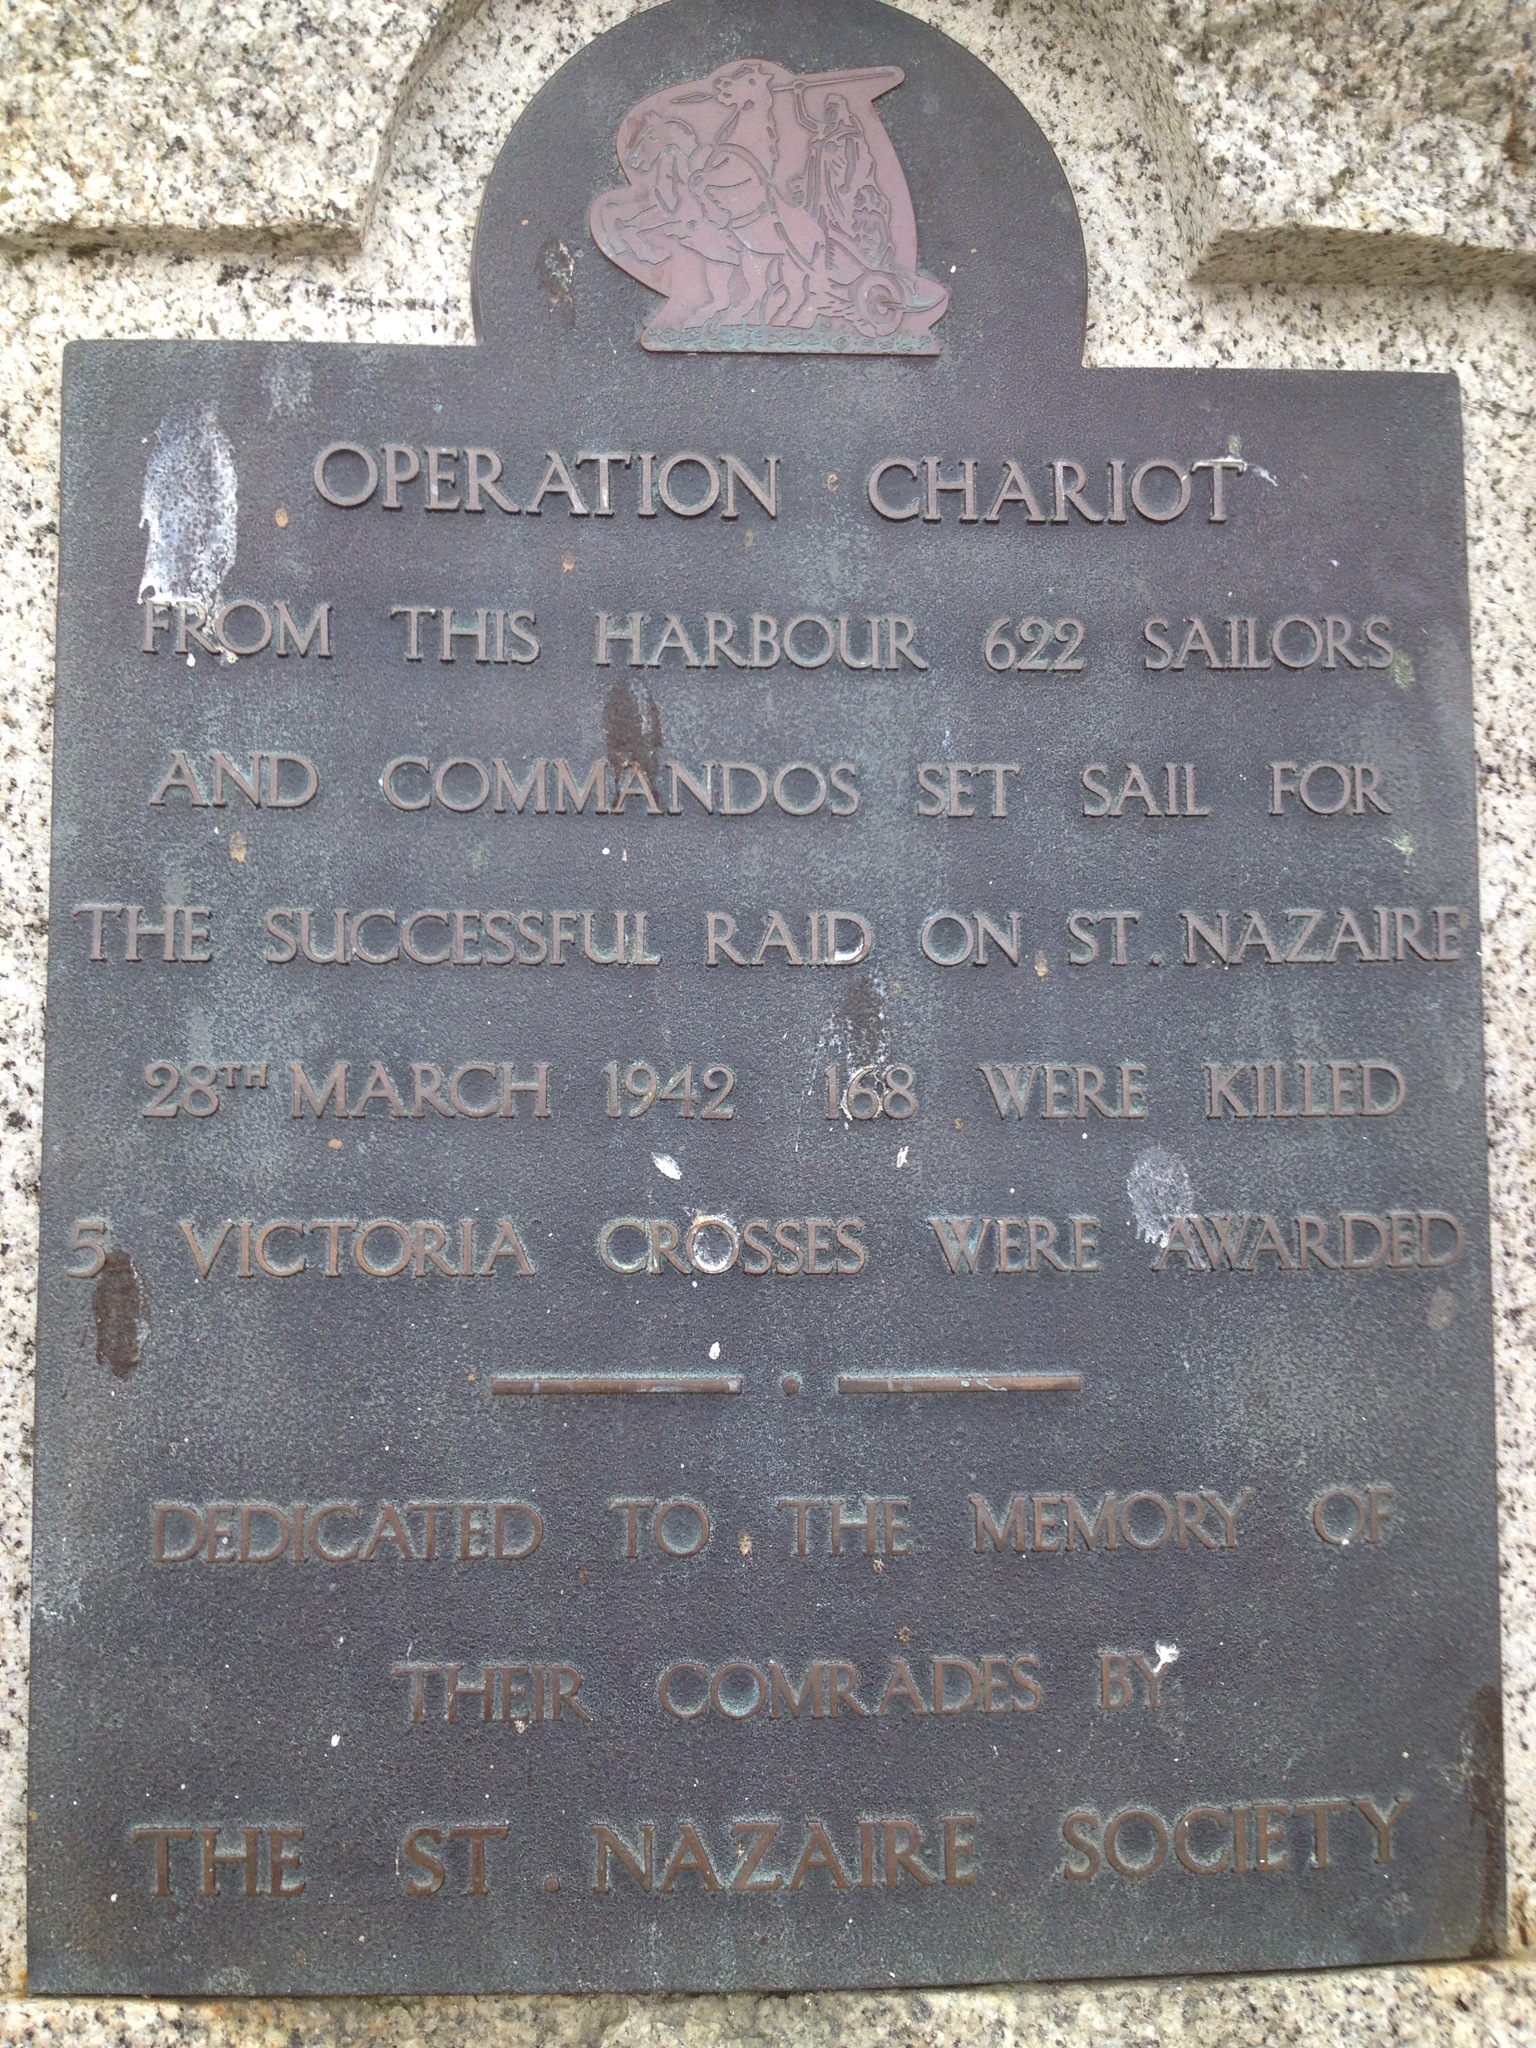 OPERATION CHARIOT
FROM THIS HARBOUR 622 SAILORS
AND COMMANDOS SET SAIL FOR
THE SUCCESSFUL RAID ON ST. NAZAIRE
28TH MARCH 1942 168 WERE KILLED
5 VICTORIA CROSSES WERE AWARDED
DEDICATED TO THE MEMORY OF
THEIR COMRADES BY
THE ST. NAZAIRE SOCIETY